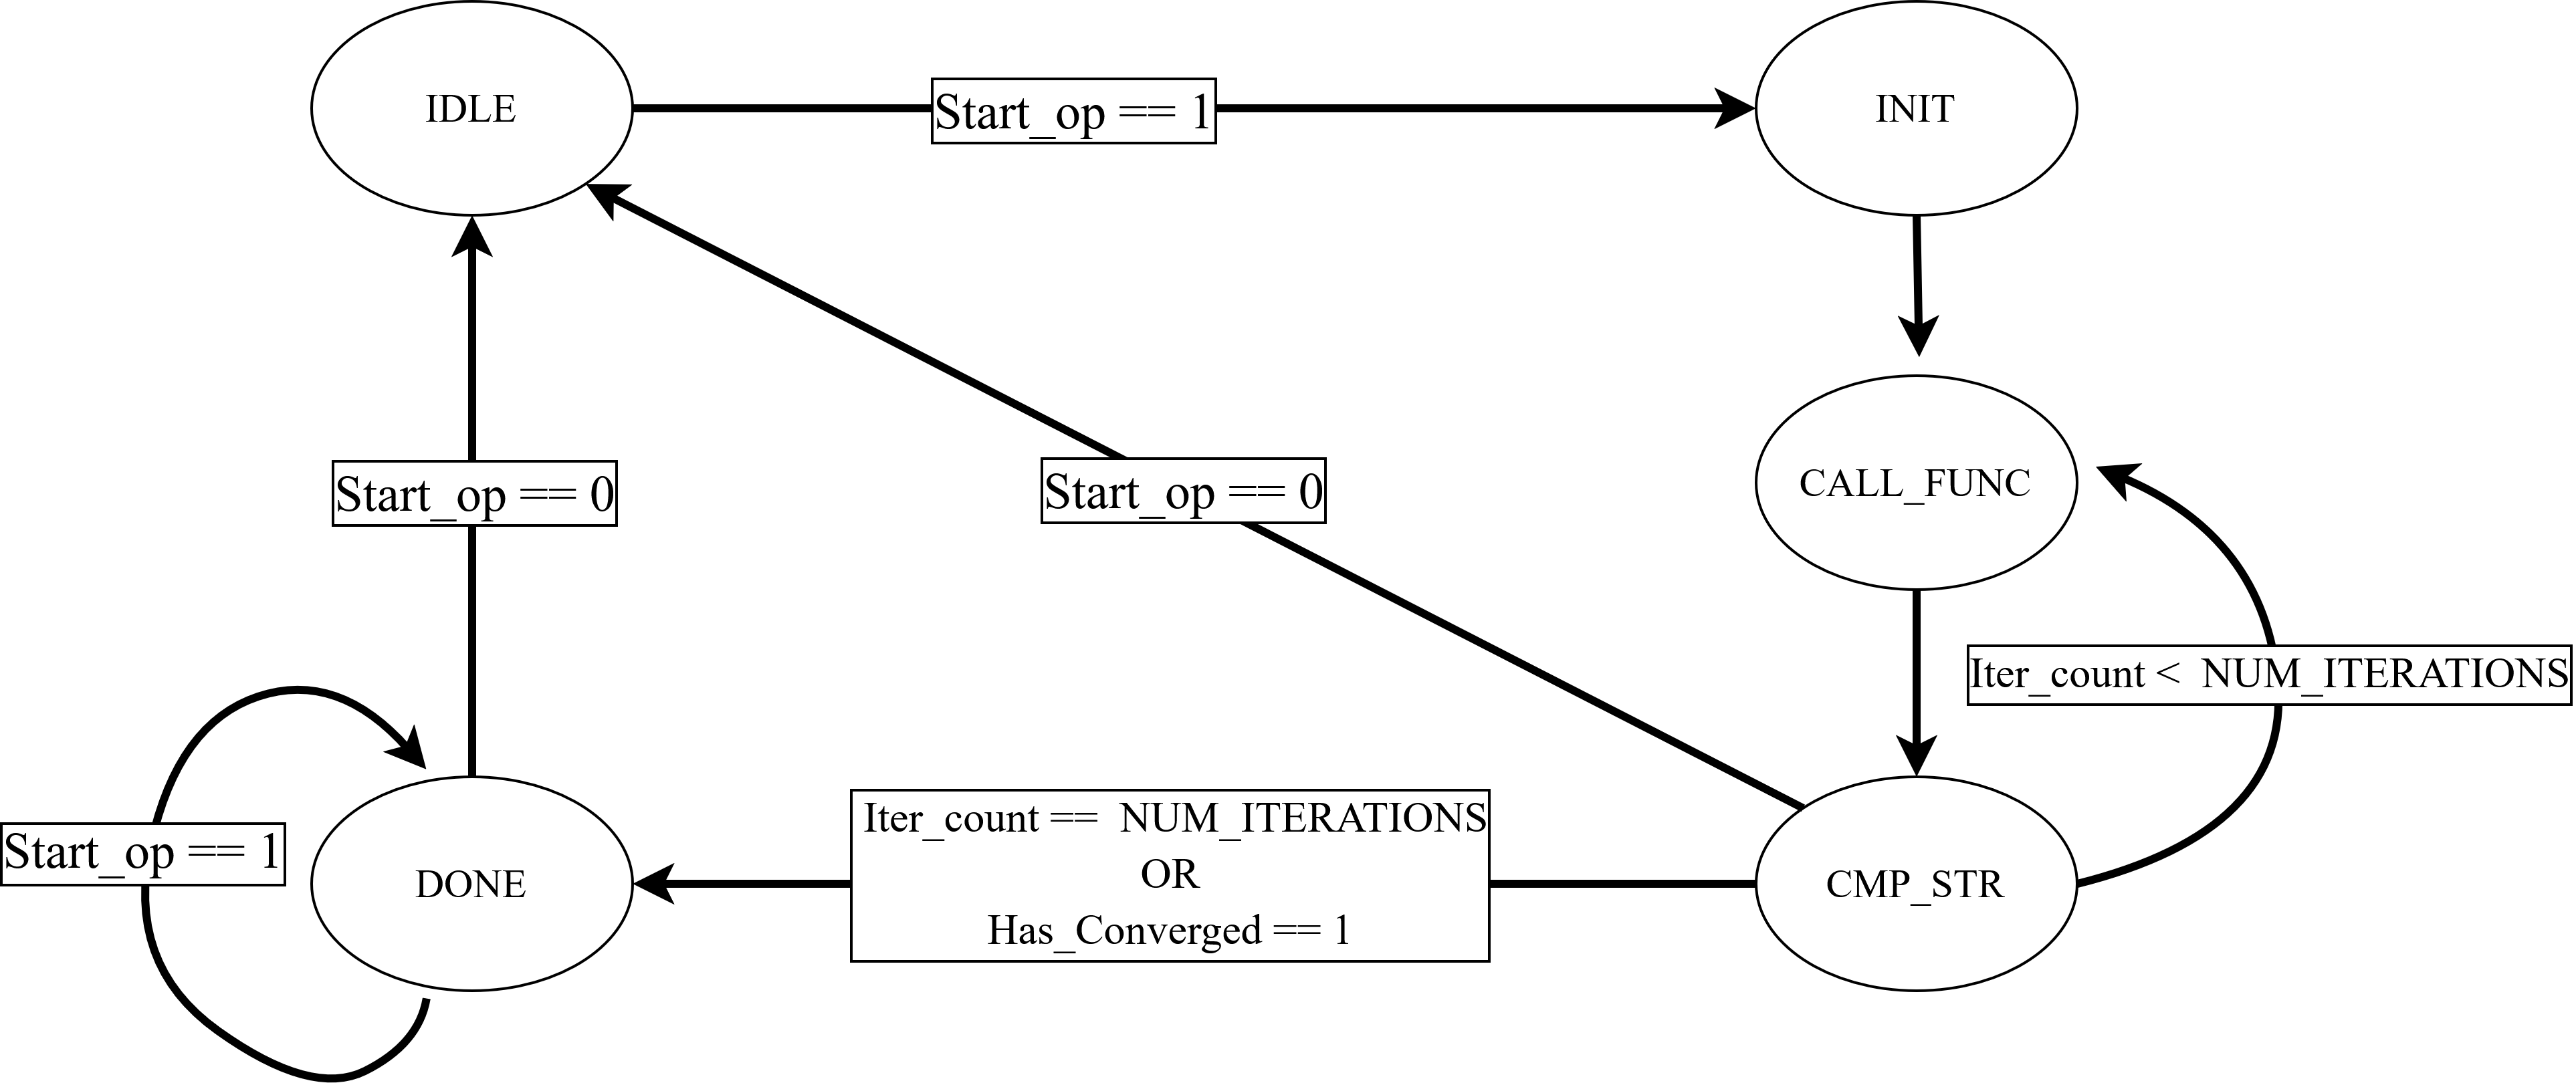 IDLE
Start_op == 1
INIT
Start_op == 0
Start_op == 0
CALL_FUNC
Iter_count < NUM_ITERATIONS
Start_op == 1
DONE
Iter_count == NUM_ITERATIONS
OR
Has_Converged == 1
CMP_STR